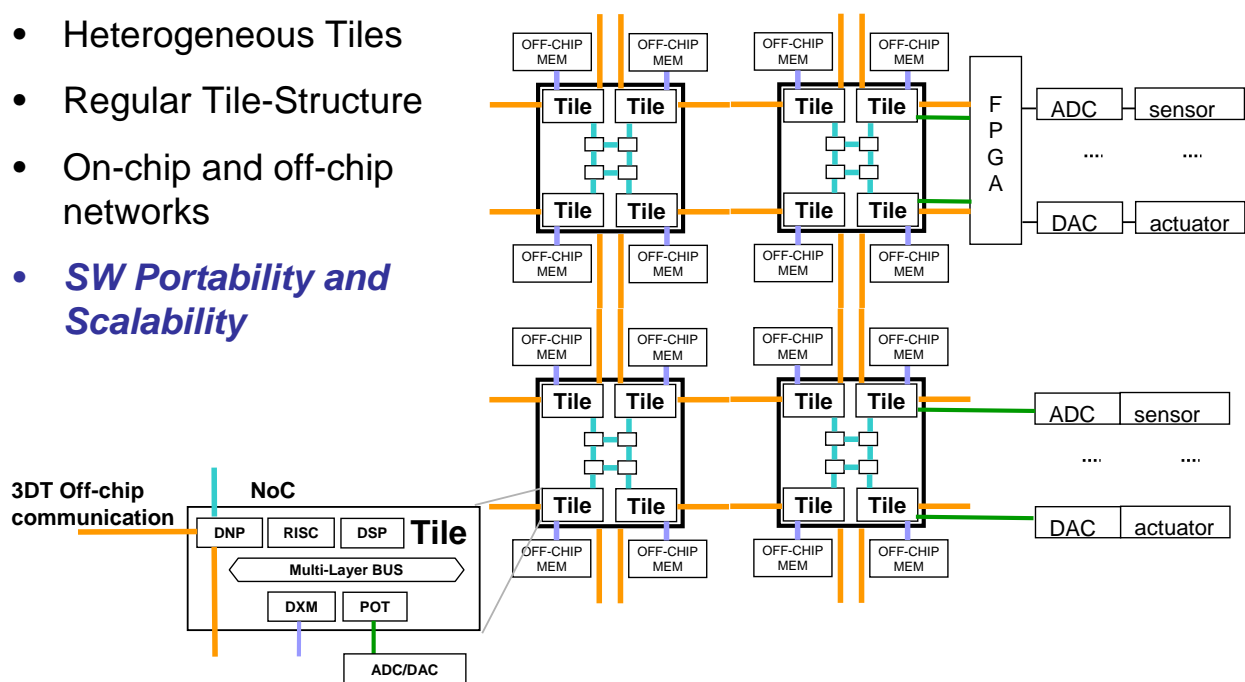 • Heterogeneous Tiles
• Regular Tile-Structure
• On-chip and off-chip
networks
• SW Portability and
Scalability
OFF-CHIP
MEM
OFF-CHIP
MEM
OFF-CHIP
MEM
OFF-CHIP
MEM
Tile
Tile
Tile
Tile
F
P
G
A
ADC
sensor
....
....
Tile
Tile
Tile
Tile
DAC
actuator
OFF-CHIP
MEM
OFF-CHIP
MEM
OFF-CHIP
MEM
OFF-CHIP
MEM
OFF-CHIP
MEM
OFF-CHIP
MEM
OFF-CHIP
MEM
OFF-CHIP
MEM
Tile
Tile
Tile
Tile
ADC
sensor
....
....
Tile
Tile
Tile
Tile
DAC
actuator
OFF-CHIP
MEM
OFF-CHIP
MEM
OFF-CHIP
MEM
OFF-CHIP
MEM
3DT Off-chip
communication
NoC
DNP
RISC
DSP
Tile
Multi-Layer BUS
DXM
POT
ADC/DAC